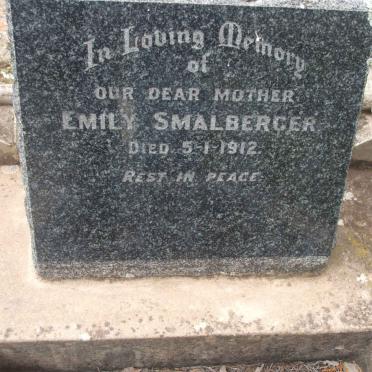 In Loving Memory
of
OUR DEAR MOTHER
EMILY SMALBERGER
DIED 5-1-1912
REST IN PEACE